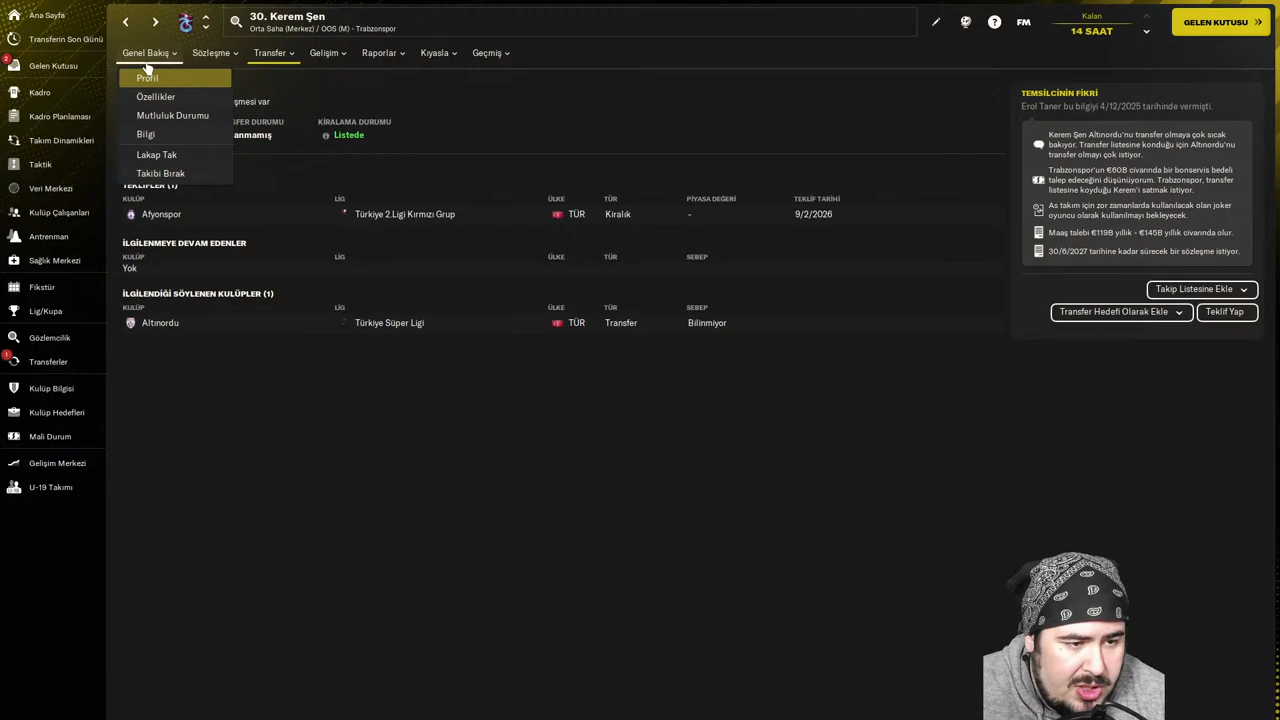 Ana Sayfa
Transferin Son Günü
2
Gelen Kutusu
Kadro
Kadro Planlaması
Takım Dinamikleri
Taktik
Veri Merkezi
Kulüp Çalışanları
Antrenman
Sağlık Merkezi
Fikstür
Lig/Kupa
Gözlemcilik
1
Transferler
Kulüp Bilgisi
Kulüp Hedefleri
Mali Durum
Gelişim Merkezi
U-19 Takımı
30. Kerem Şen
Orta Saha (Merkez) / OOS (M) - Trabzonspor
FM
Kalan
14 SAAT
GELEN KUTUSU
Genel Bakış
Sözleşme
Transfer
Gelişim
Raporlar
Kıyasla
Geçmiş
Profil
Özellikler
Mutluluk Durumu
Bilgi
Lakap Tak
Takibi Bırak
şmesi var
SFER DURUMU
KİRALAMA DURUMU
anmamış
Listede
TEKLİFLER (1)
KULÜP LİG ÜLKE TÜR PİYASA DEĞERİ TEKLİF TARİHİ
Afyonspor Türkiye 2.Ligi Kırmızı Grup TÜR Kiralık - 9/2/2026
İLGİLENMEYE DEVAM EDENLER
KULÜP LİG ÜLKE TÜR SEBEP
Yok
İLGİLENDİĞİ SÖYLENEN KULÜPLER (1)
KULÜP LİG ÜLKE TÜR SEBEP
Altınordu Türkiye Süper Ligi TÜR Transfer Bilinmiyor
TEMSİLCİNİN FİKRİ
Erol Taner bu bilgiyi 4/12/2025 tarihinde vermişti.
Kerem Şen Altınordu'nu transfer olmaya çok sıcak
bakıyor. Transfer listesine konduğu için Altınordu'nu
transfer olmayı çok istiyor.
Trabzonspor'un €60B civarında bir bonservis bedeli
talep edeceğini düşünüyorum. Trabzonspor, transfer
listesine koyduğu Kerem'i satmak istiyor.
As takım için zor zamanlarda kullanılacak olan joker
oyuncu olarak kullanılmayı bekleyecek.
Maaş talebi €119B yıllık - €145B yıllık civarında olur.
30/6/2027 tarihine kadar sürecek bir sözleşme istiyor.
Takip Listesine Ekle
Transfer Hedefi Olarak Ekle
Teklif Yap